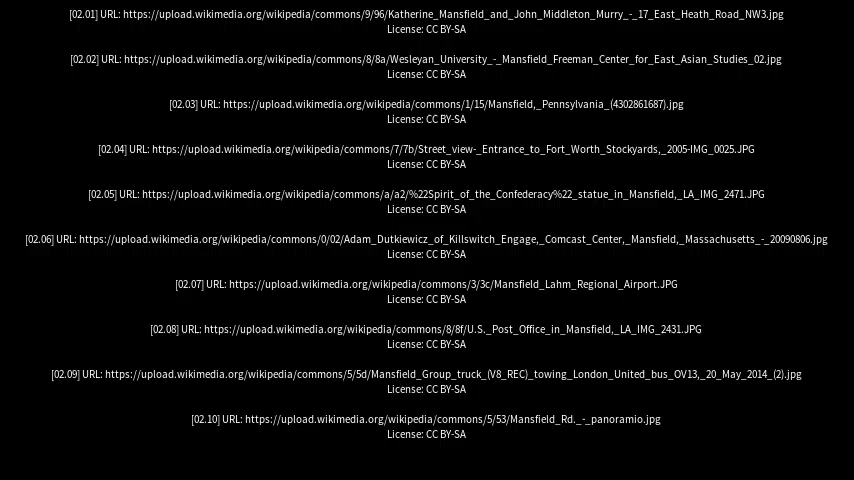 [02.01] URL: https://upload.wikimedia.org/wikipedia/commons/9/96/Katherine_Mansfield_and_John_Middleton_Murry_-_17_East_Heath_Road_NW3.jpg
License: CC BY-SA
[02.02] URL: https://upload.wikimedia.org/wikipedia/commons/8/8a/Wesleyan_University_-_Mansfield_Freeman_Center_for_East_Asian_Studies_02.jpg
License: CC BY-SA
[02.03] URL: https://upload.wikimedia.org/wikipedia/commons/1/15/Mansfield,_Pennsylvania_(4302861687).jpg
License: CC BY-SA
[02.04] URL: https://upload.wikimedia.org/wikipedia/commons/7/7b/Street_view-_Entrance_to_Fort_Worth_Stockyards,_2005-IMG_0025.JPG
License: CC BY-SA
[02.05] URL: https://upload.wikimedia.org/wikipedia/commons/a/a2/%22Spirit_of_the_Confederacy%22_statue_in_Mansfield,_LA_IMG_2471.JPG
License: CC BY-SA
[02.06] URL: https://upload.wikimedia.org/wikipedia/commons/0/02/Adam_Dutkiewicz_of_Killswitch_Engage,_Comcast_Center,_Mansfield,_Massachusetts_-_20090806.jpg
License: CC BY-SA
[02.07] URL: https://upload.wikimedia.org/wikipedia/commons/3/3c/Mansfield_Lahm_Regional_Airport.JPG
License: CC BY-SA
[02.08] URL: https://upload.wikimedia.org/wikipedia/commons/8/8f/U.S._Post_Office_in_Mansfield,_LA_IMG_2431.JPG
License: CC BY-SA
[02.09] URL: https://upload.wikimedia.org/wikipedia/commons/5/5d/Mansfield_Group_truck_(V8_REC)_towing_London_United_bus_OV13,_20_May_2014_(2).jpg
License: CC BY-SA
[02.10] URL: https://upload.wikimedia.org/wikipedia/commons/5/53/Mansfield_Rd._-_panoramio.jpg
License: CC BY-SA